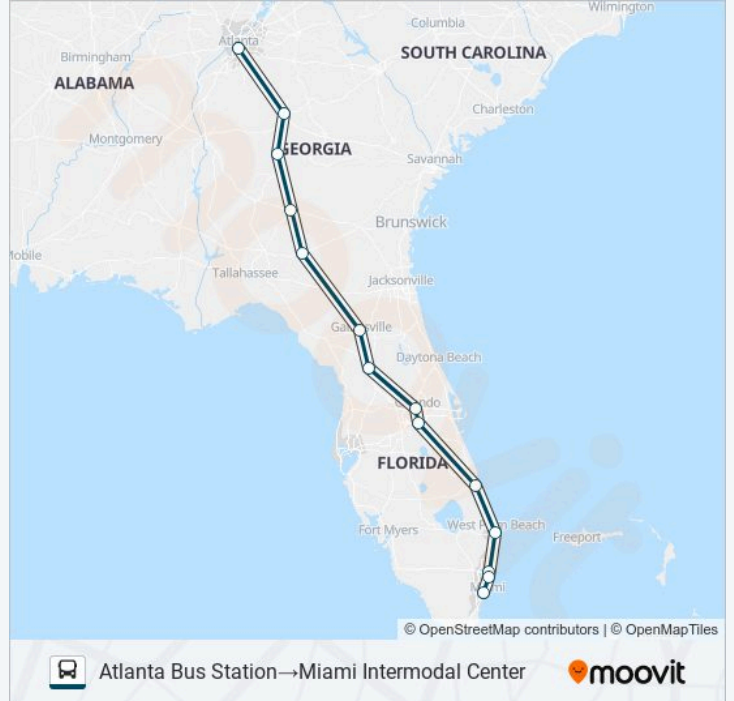 Wilmington
Columbia
Atlanta
Birmingham
SOUTH CAROLINA
ALABAMA
Charleston
Montgomery
GEORGIA
Savannah
Brunswick
Mobile
Tallahassee
Jacksonville
Gainesville
Daytona Beach
Orlando
FLORIDA
West Palm Beach
Fort Myers
Freeport
Miami
© OpenStreetMap contributors | © OpenMapTiles
Atlanta Bus Station→Miami Intermodal Center
moovit